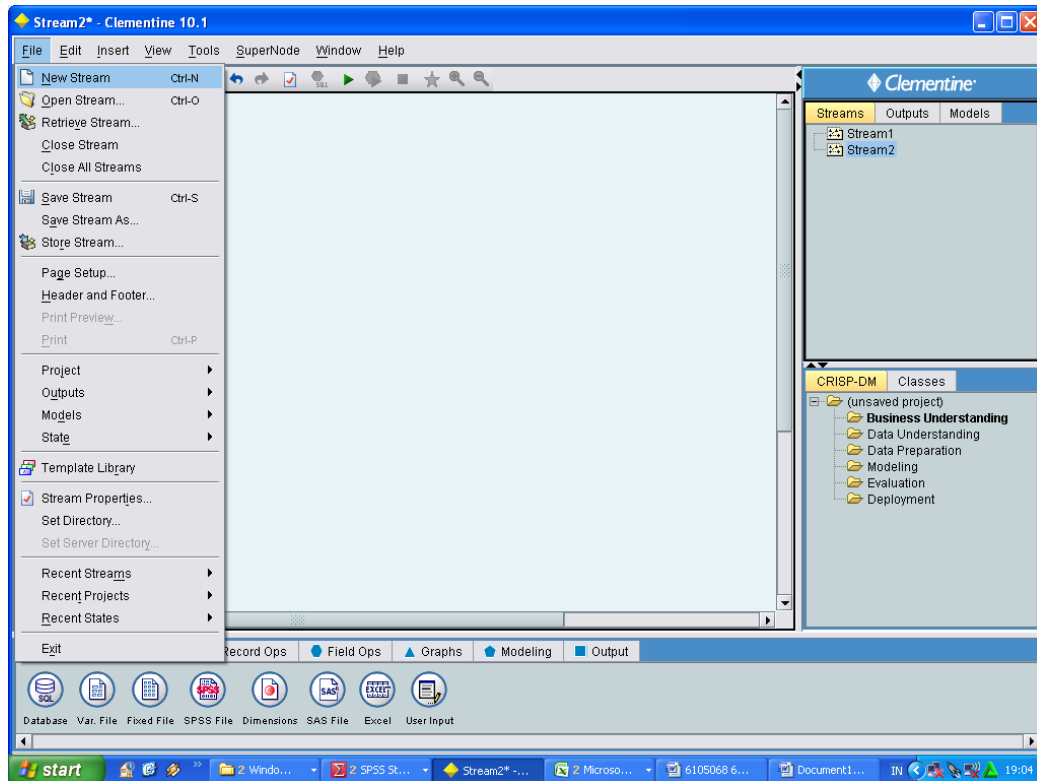 Stream2* - Clementine 10.1
File Edit Insert View Tools SuperNode Window Help
New Stream Ctrl-N
Open Stream... Ctrl-O
Retrieve Stream...
Close Stream
Close All Streams
Save Stream Ctrl-S
Save Stream As...
Store Stream...
Page Setup...
Header and Footer...
Print Preview...
Print Ctrl-P
Project
Outputs
Models
State
Template Library
Stream Properties...
Set Directory...
Set Server Directory...
Recent Streams
Recent Projects
Recent States
Exit
SQL
Clementine
Streams Outputs Models
Stream1
Stream2
CRISP-DM Classes
(unsaved project)
Business Understanding
Data Understanding
Data Preparation
Modeling
Evaluation
Deployment
Record Ops Field Ops Graphs Modeling Output
SQL SPSS SAS EXCEL
Database Var. File Fixed File SPSS File Dimensions SAS File Excel User Input
start 2 Windo... 2 SPSS St... Stream2* -... 2 Microso... 6105068 6... Document1... IN 19:04